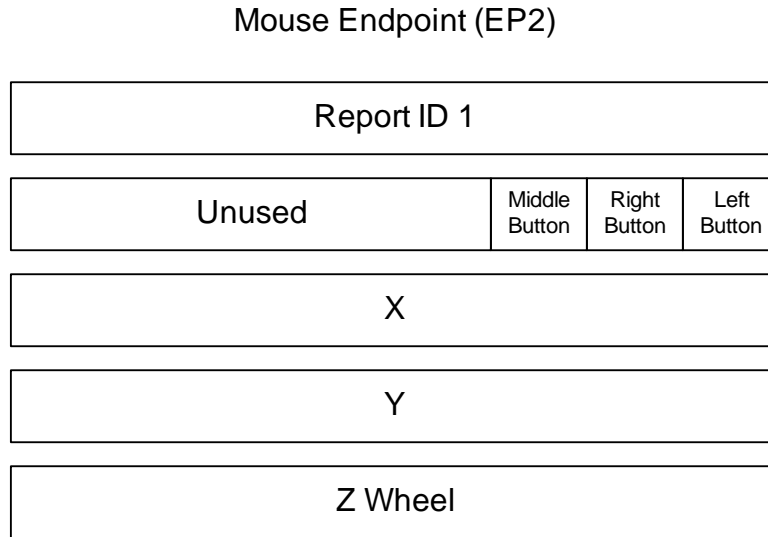 Mouse Endpoint (EP2)
Report ID 1
Unused
Middle
Button
Right
Button
Left
Button
X
Y
Z Wheel